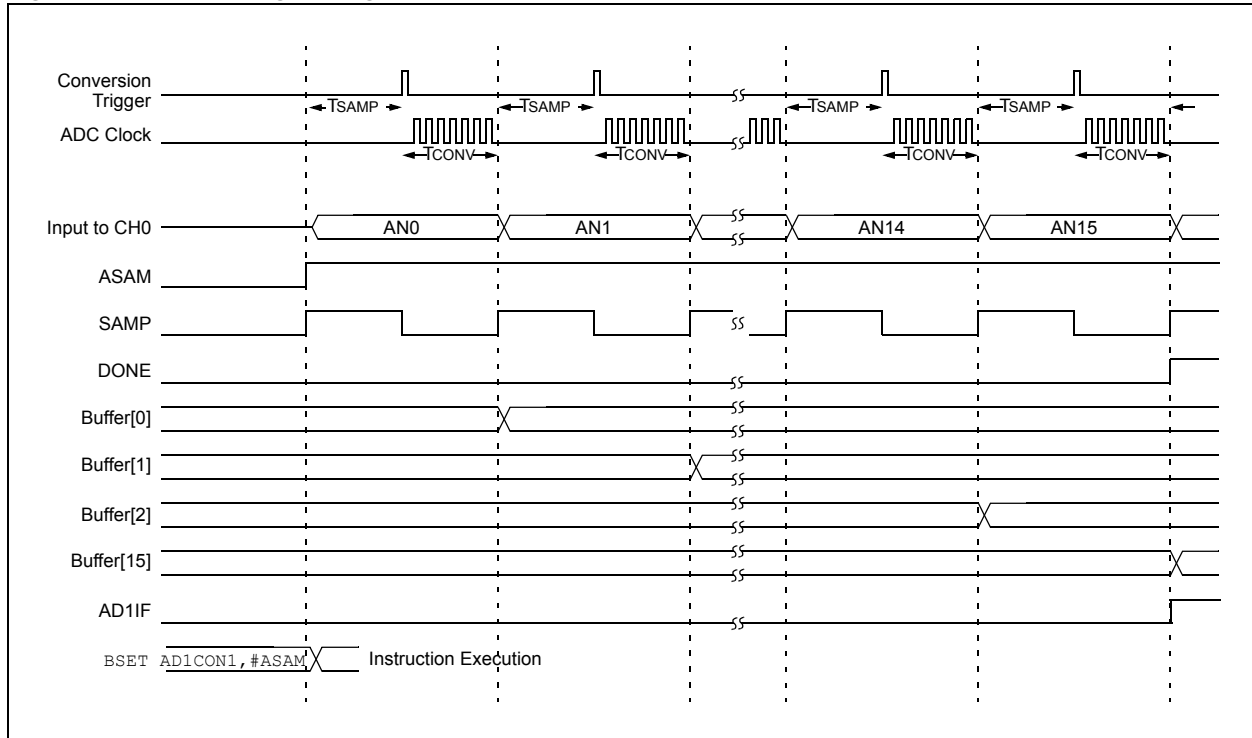 Conversion
Trigger
TSAMP TSAMP TSAMP TSAMP
ADC Clock
TCONV TCONV TCONV TCONV
Input to CH0 AN0 AN1 AN14 AN15
ASAM
SAMP
DONE
Buffer[0]
Buffer[1]
Buffer[2]
Buffer[15]
AD1IF
BSET AD1CON1,#ASAM Instruction Execution